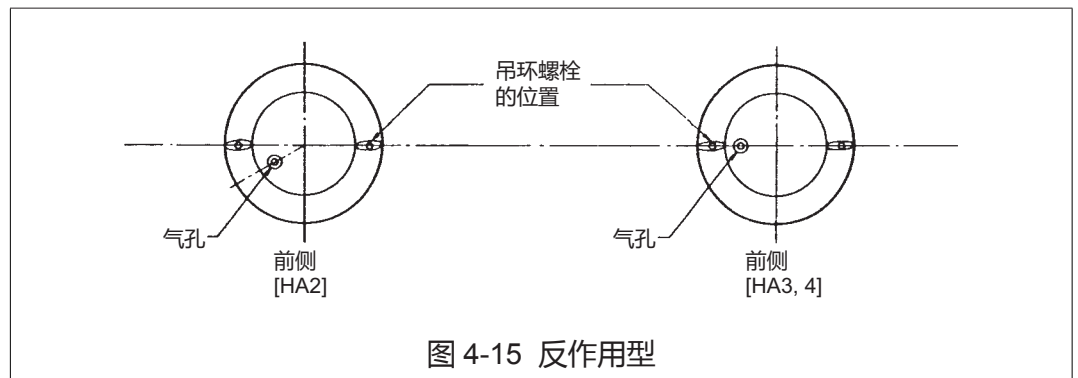 吊环螺栓
的位置
气孔
前侧
[HA2]
气孔
前侧
[HA3, 4]
图 4-15 反作用型